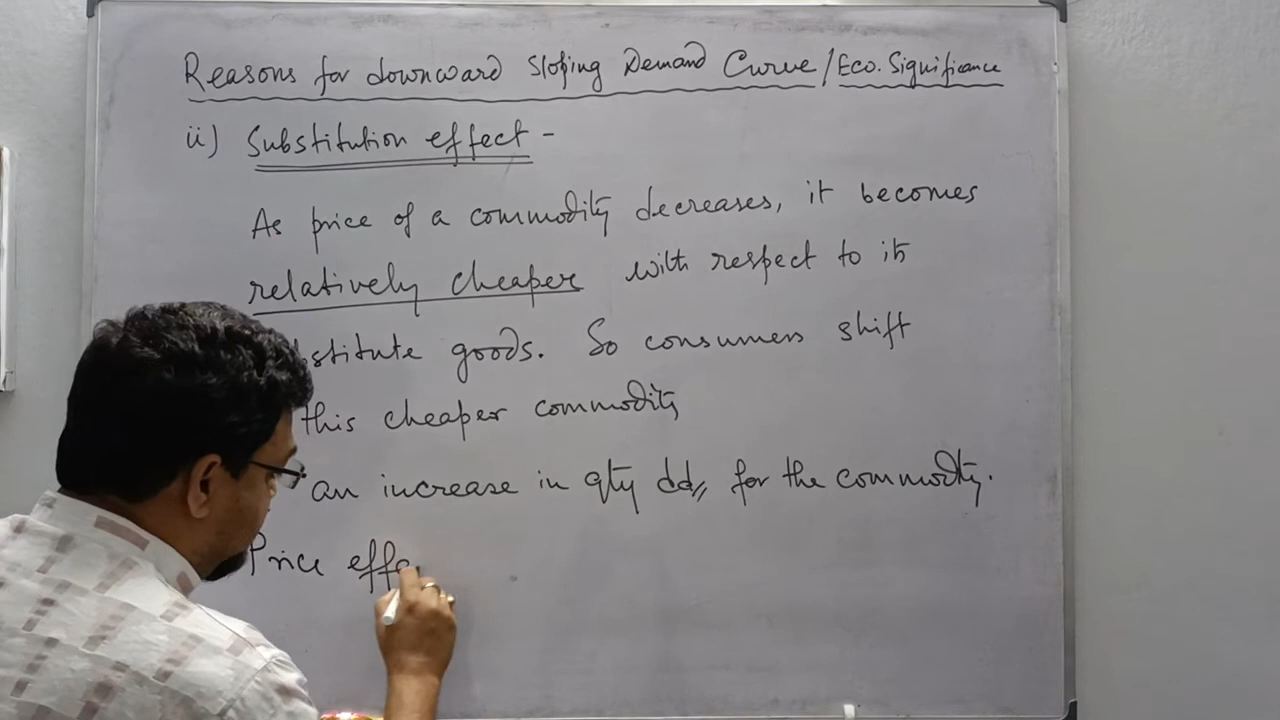 Reasons for downward Sloping Demand Curve/Eco. Significance
ii) Substitution effect -
As price of a commodity decreases, it becomes
relatively cheaper with respect to its
bstitute goods. So consumers shift
this cheaper commodity
an increase in qty dd,, for the commodity.
Price effe